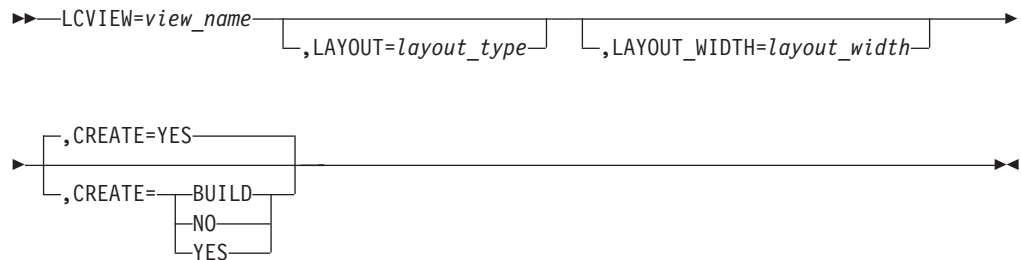 LCVIEW=view_name
,LAYOUT=layout_type
,LAYOUT_WIDTH=layout_width
,CREATE=YES
,CREATE=
BUILD
NO
YES